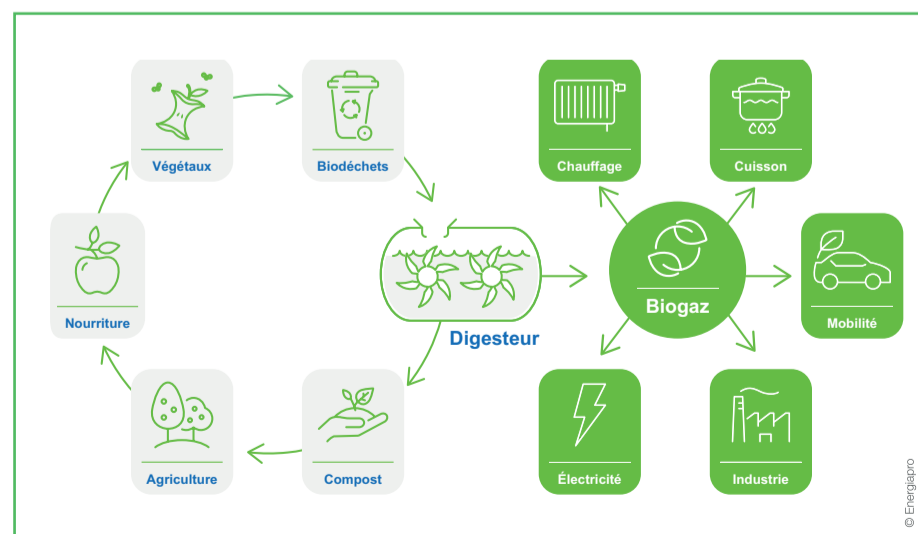 Végétaux
Biodéchets
Chauffage
Cuisson
Nourriture
Digesteur
Biogaz
Mobilité
Agriculture
Compost
Électricité
Industrie
© Energiapro